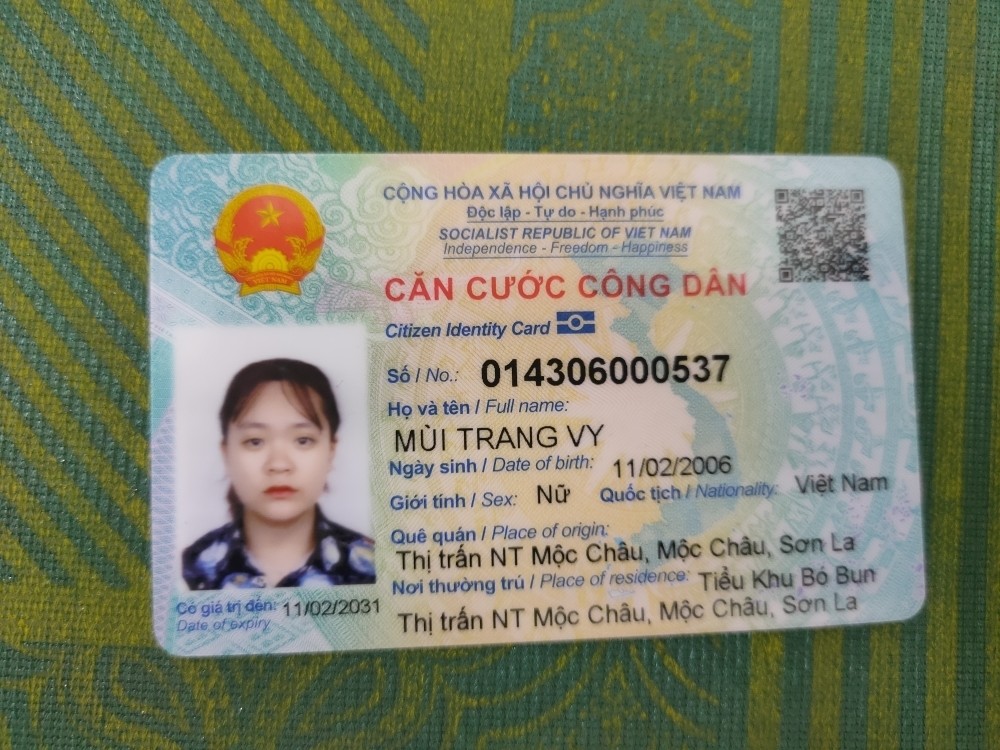 CỘNG HÒA XÃ HỘI CHỦ NGHĨA VIỆT NAM
Độc lập - Tự do - Hạnh phúc
SOCIALIST REPUBLIC OF VIET NAM
Independence - Freedom - Happiness
CĂN CƯỚC CÔNG DÂN
Citizen Identity Card
Số / No.: 014306000537
Họ và tên / Full name:
MÙI TRANG VY
Ngày sinh / Date of birth: 11/02/2006
Giới tính / Sex: Nữ Quốc tịch / Nationality: Việt Nam
Quê quán / Place of origin:
Thị trấn NT Mộc Châu, Mộc Châu, Sơn La
Nơi thường trú / Place of residence: Tiểu Khu Bó Bun
Thị trấn NT Mộc Châu, Mộc Châu, Sơn La
Có giá trị đến: 11/02/2031
Date of expiry